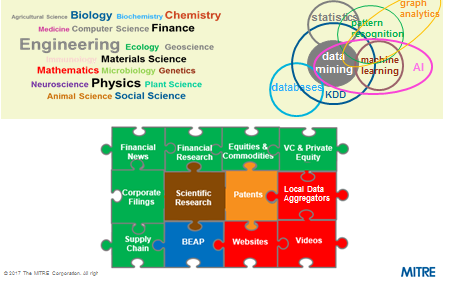 Agricultural Science Biology Biochemistry Chemistry
Medicine Computer Science Finance
Engineering Ecology Geoscience
Immunology Materials Science
Mathematics Microbiology Genetics
Neuroscience Physics Plant Science
Animal Science Social Science
graph
analytics
statistics
pattern
recognition
data
mining
machine
learning
AI
databases
KDD
Financial
News
Financial
Research
Equities &
Commodities
VC & Private
Equity
Corporate
Filings
Scientific
Research
Patents
Local Data
Aggregators
Supply
Chain
BEAP
Websites
Videos
© 2017 The MITRE Corporation. All righ
MITRE